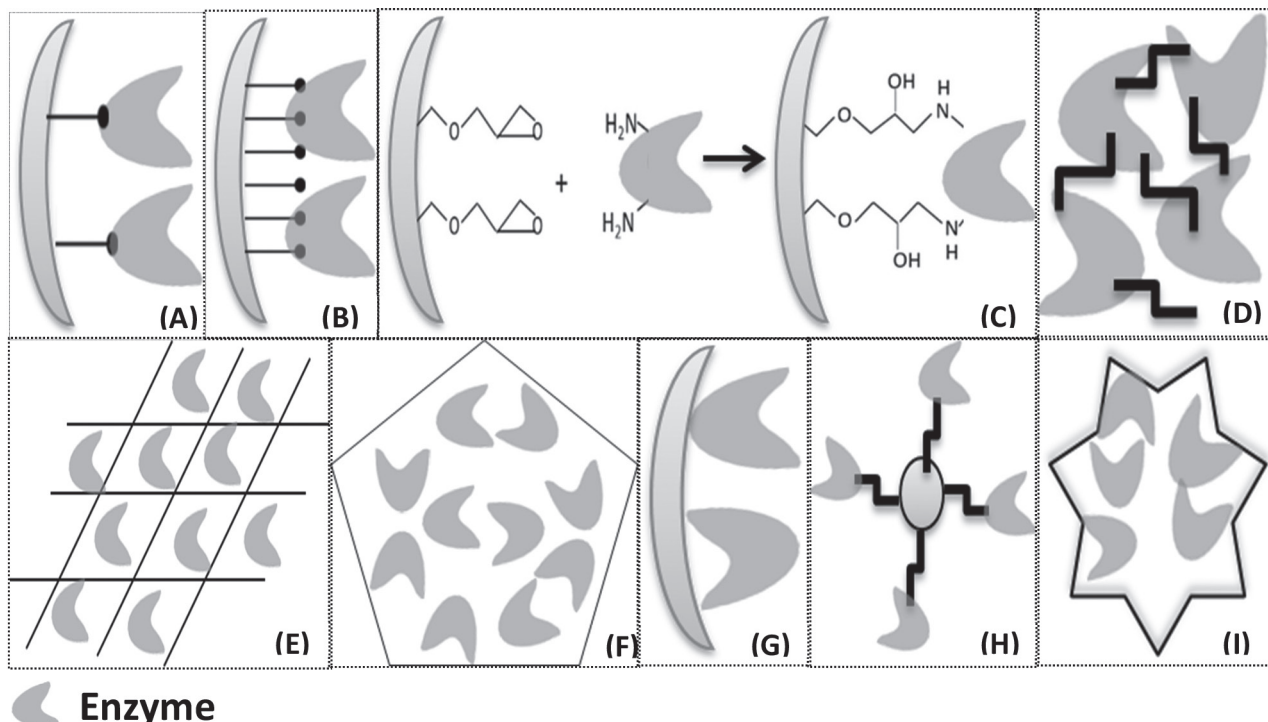 OH
H
N
O
O
H₂N
+
O
O
H₂N
O
N
H
OH
(A)
(B)
(C)
(D)
(E)
(F)
(G)
(H)
(I)
Enzyme